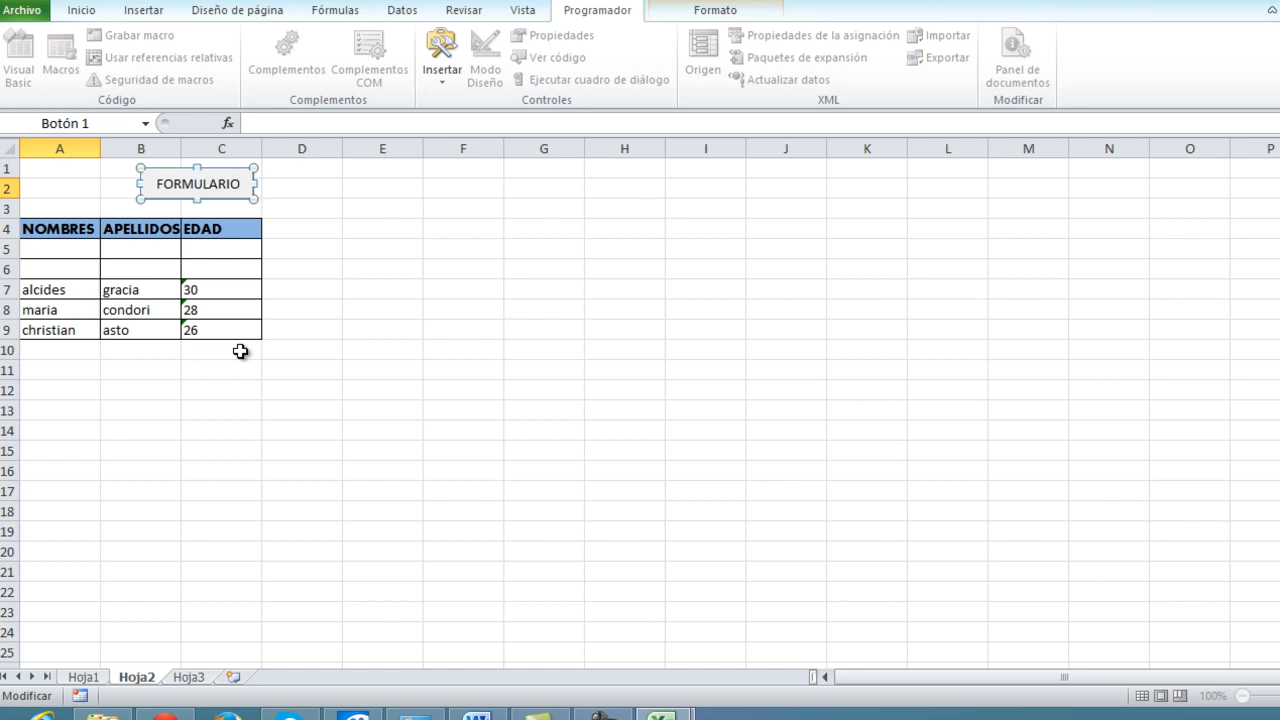 Archivo Inicio Insertar Diseño de página Fórmulas Datos Revisar Vista Programador Formato
Visual Basic
Macros
Grabar macro
Usar referencias relativas
Seguridad de macros
Código
Complementos
Complementos COM
Complementos
Insertar
Modo Diseño
Propiedades
Ver código
Ejecutar cuadro de diálogo
Controles
Origen
Propiedades de la asignación
Paquetes de expansión
Actualizar datos
Importar
Exportar
XML
Panel de documentos
Modificar
Botón 1 fx
A B C D E F G H I J K L M N O P
1
FORMULARIO
2
3
4 NOMBRES APELLIDOS EDAD
5
6
7 alcides gracia 30
8 maria condori 28
9 christian asto 26
10
11
12
13
14
15
16
17
18
19
20
21
22
23
24
25
Hoja1 Hoja2 Hoja3
Modificar 100%